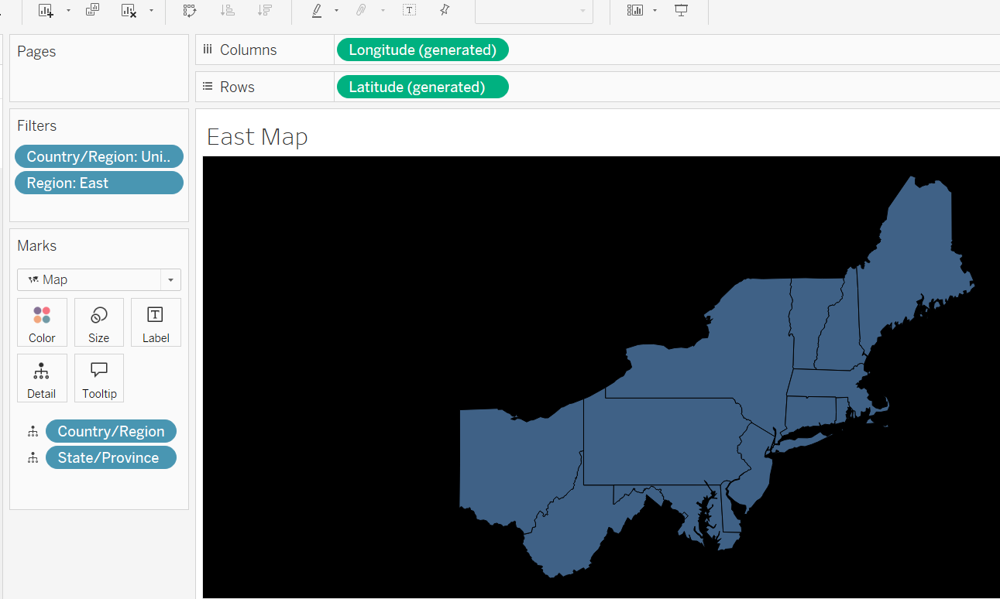 Pages
Columns
Longitude (generated)
Rows
Latitude (generated)
Filters
Country/Region: Uni..
Region: East
East Map
Marks
Map
Color
Size
T
Label
Detail
Tooltip
Country/Region
State/Province